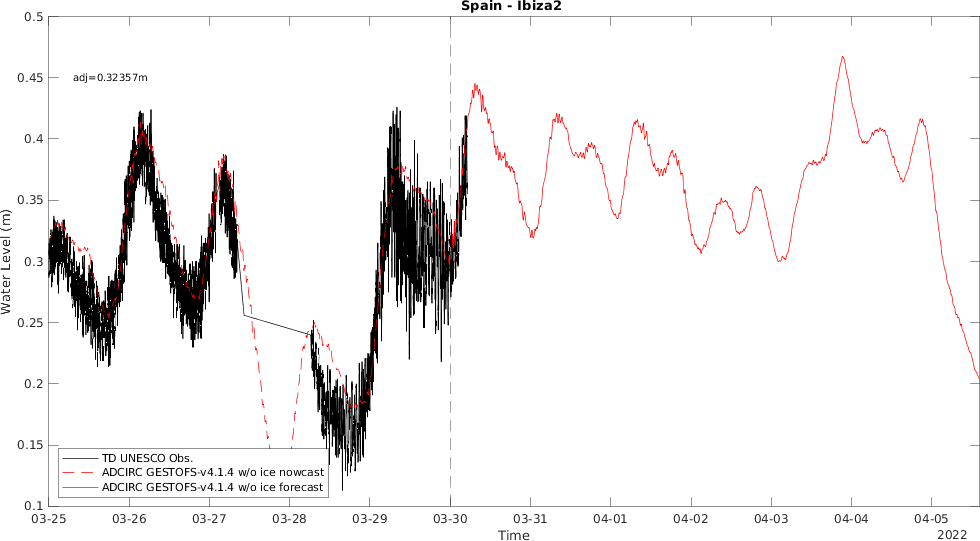 Spain - Ibiza2
0.5
0.45
0.4
0.35
0.3
0.25
0.2
0.15
0.1
Water Level (m)
adj=0.32357m
TD UNESCO Obs.
ADCIRC GESTOFS-v4.1.4 w/o ice nowcast
ADCIRC GESTOFS-v4.1.4 w/o ice forecast
03-25 03-26 03-27 03-28 03-29 03-30 03-31 04-01 04-02 04-03 04-04 04-05
Time
2022